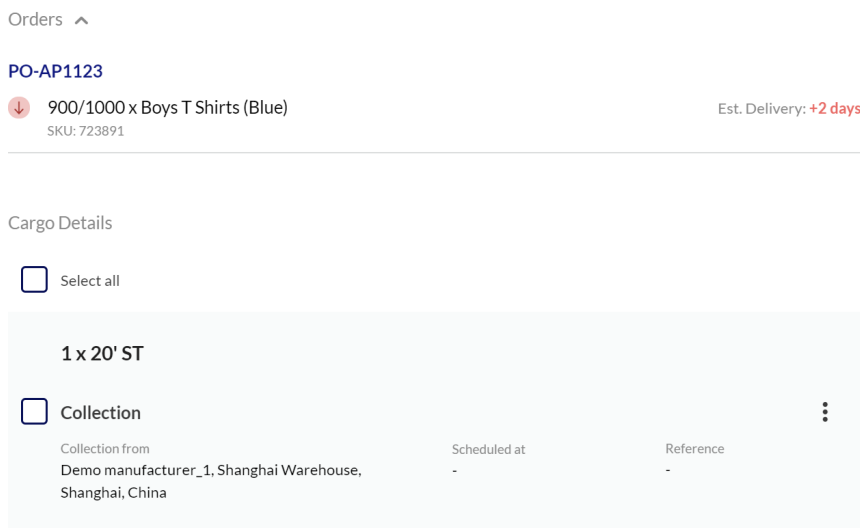 Orders
PO-AP1123
900/1000 x Boys T Shirts (Blue)
Est. Delivery: +2 days
SKU: 723891
Cargo Details
Select all
1 x 20' ST
Collection
Collection from
Scheduled at
Reference
Demo manufacturer_1, Shanghai Warehouse,
-
-
Shanghai, China